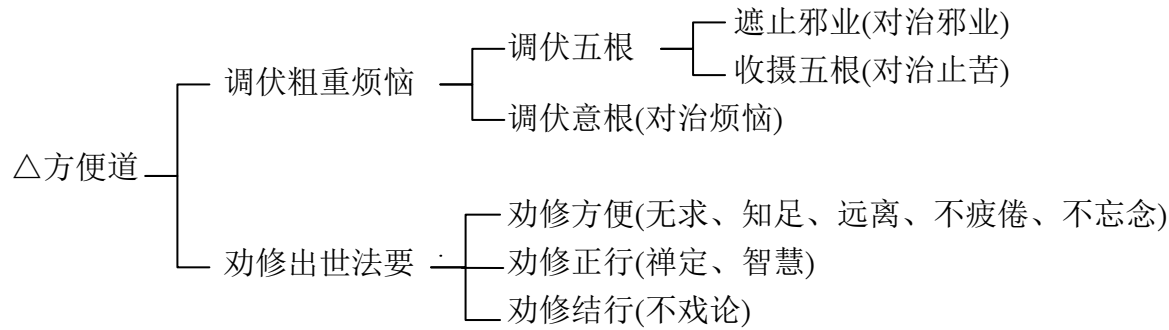 △方便道
调伏粗重烦恼
调伏五根
遮止邪业(对治邪业)
收摄五根(对治止苦)
调伏意根(对治烦恼)
劝修出世法要
劝修方便(无求、知足、远离、不疲倦、不忘念)
劝修正行(禅定、智慧)
劝修结行(不戏论)